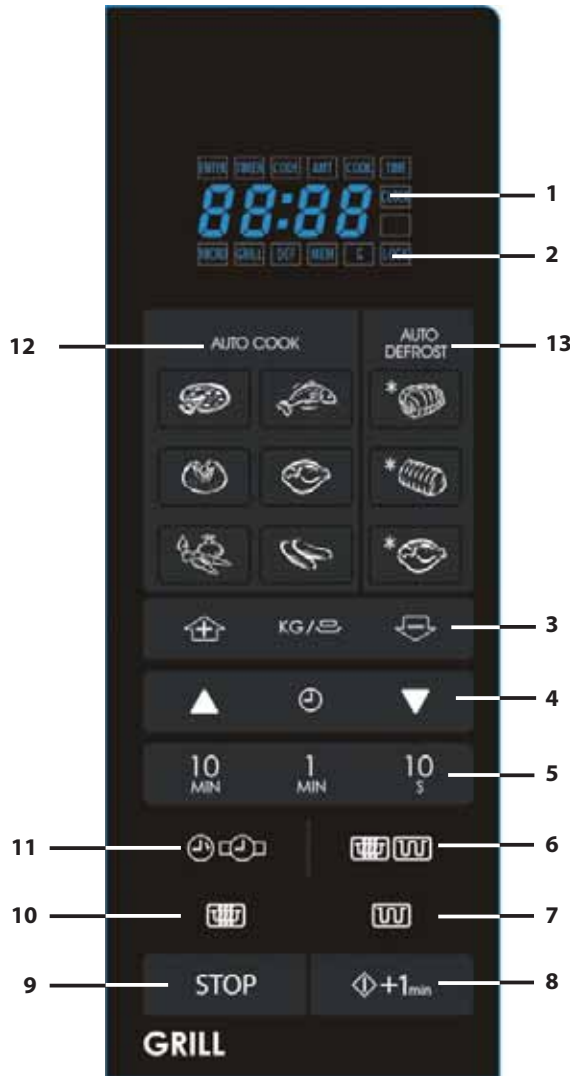 ENTER TIMER CODE AMT COOK TIME
88:88 CLOCK
MICRO GRILL DEF MEM G LOCK
1
2
12 AUTO COOK AUTO DEFROST 13
KG/ 3
4
10 MIN 1 MIN 10 S 5
11 6
10 7
9 STOP +1min 8
GRILL